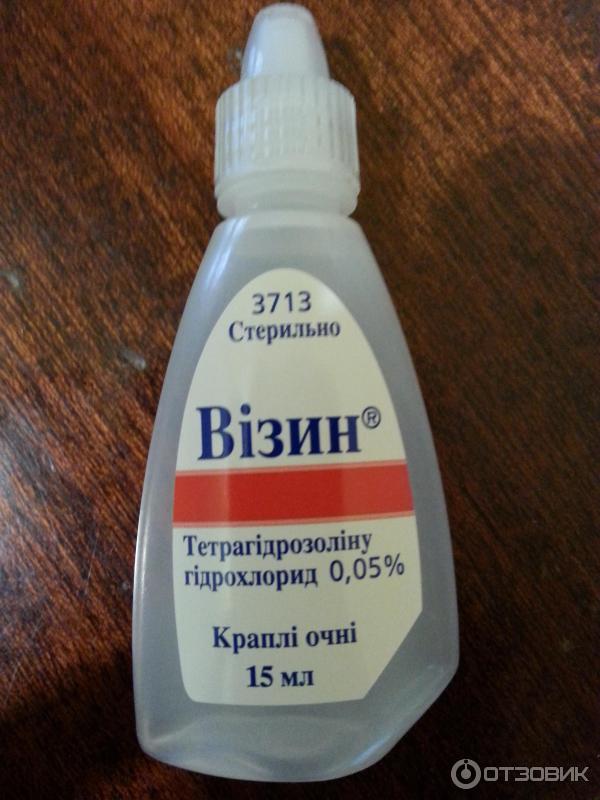 3713
Стерильно
Візин®
Тетрагідрозоліну
гідрохлорид 0,05%
Краплі очні
15 мл
ОТЗОВИК